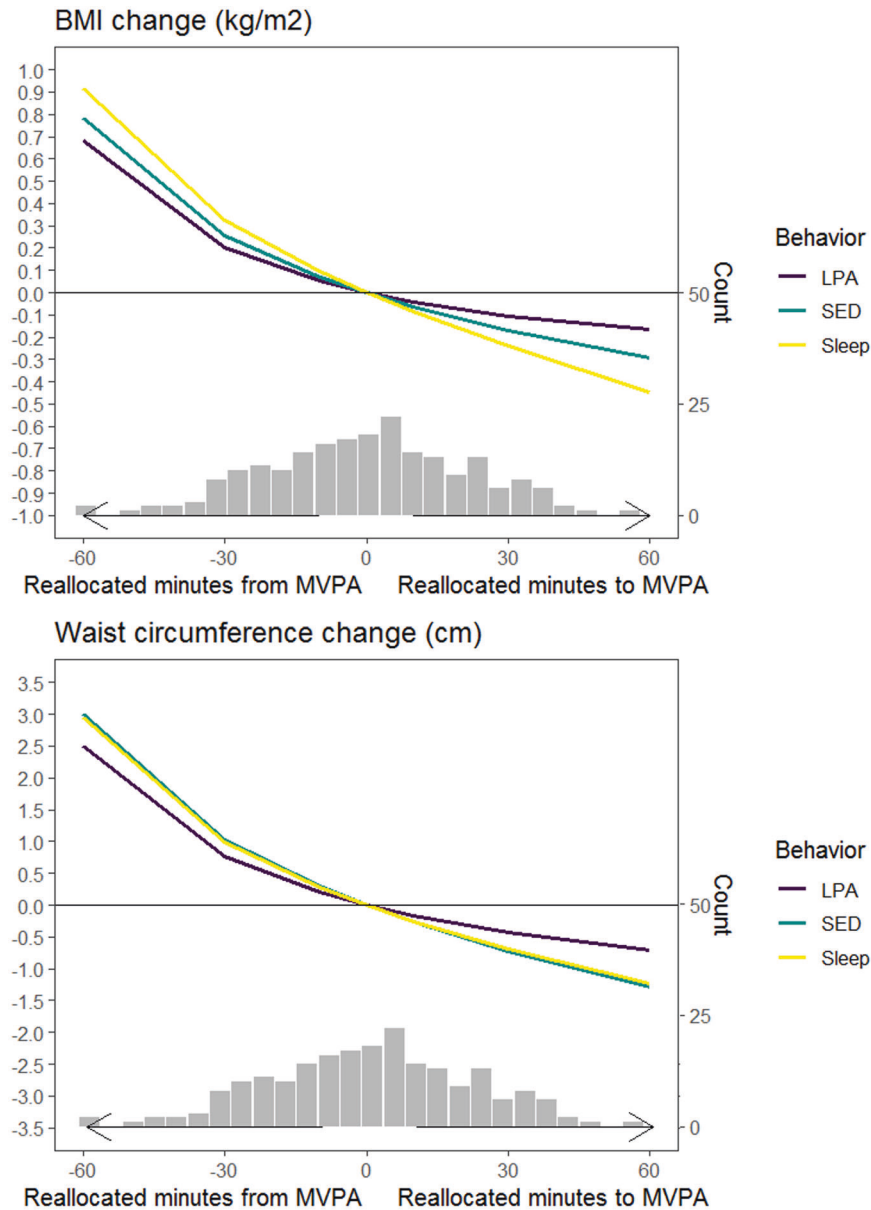 BMI change (kg/m2)
1.0
0.9
0.8
0.7
0.6
0.5
0.4
0.3
0.2
0.1
0.0
-0.1
-0.2
-0.3
-0.4
-0.5
-0.6
-0.7
-0.8
-0.9
-1.0
50
25
0
Count
-60 -30 0 30 60
Reallocated minutes from MVPA Reallocated minutes to MVPA
Behavior
LPA
SED
Sleep
Waist circumference change (cm)
3.5
3.0
2.5
2.0
1.5
1.0
0.5
0.0
-0.5
-1.0
-1.5
-2.0
-2.5
-3.0
-3.5
50
25
0
Count
-60 -30 0 30 60
Reallocated minutes from MVPA Reallocated minutes to MVPA
Behavior
LPA
SED
Sleep